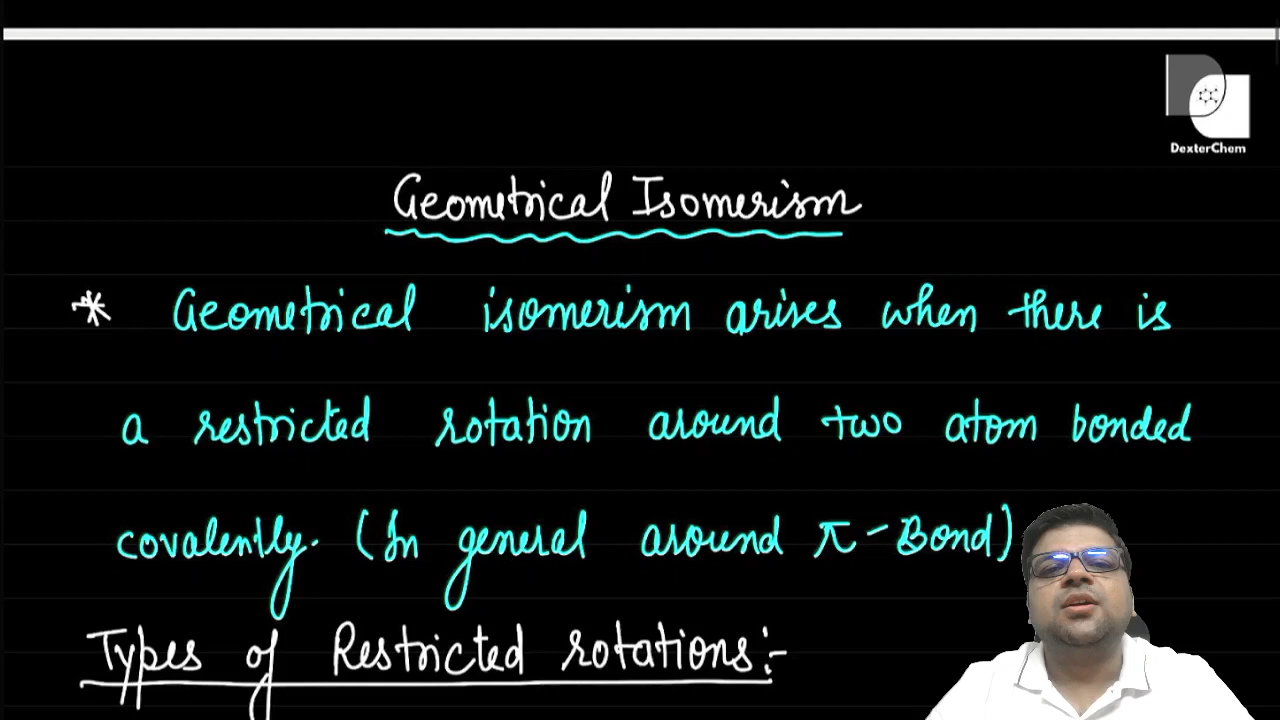 DexterChem
Geometrical Isomerism
* Geometrical isomerism arises when there is
a restricted rotation around two atom bonded
covalently. (In general around π-Bond)
Types of Restricted rotations:-